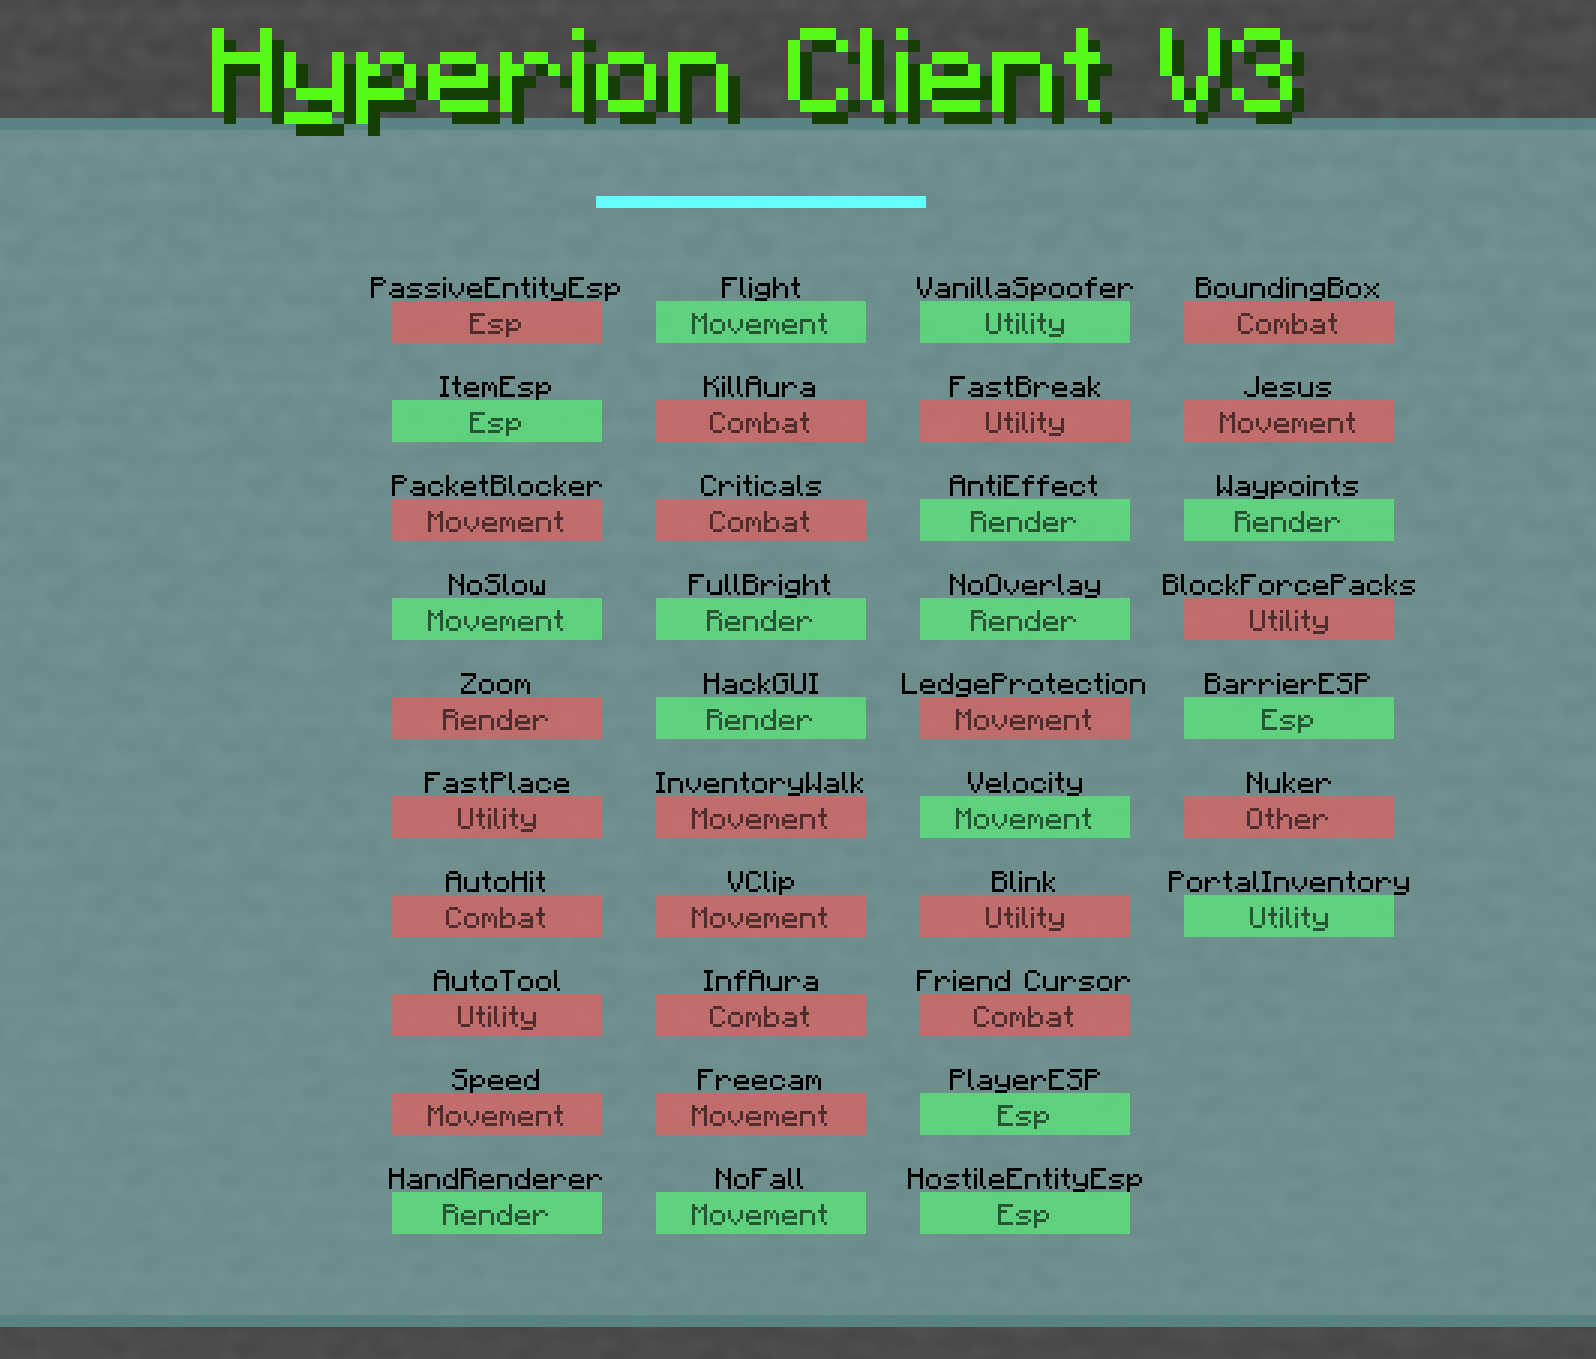 Hyperion Client V3
PassiveEntityEsp Flight VanillaSpoofer BoundingBox
Esp Movement Utility Combat
ItemEsp KillAura FastBreak Jesus
Esp Combat Utility Movement
PacketBlocker Criticals AntiEffect Waypoints
Movement Combat Render Render
NoSlow FullBright NoOverlay BlockForcePacks
Movement Render Render Utility
Zoom HackGUI LedgeProtection BarrierESP
Render Render Movement Esp
FastPlace InventoryWalk Velocity Nuker
Utility Movement Movement Other
AutoHit VClip Blink PortalInventory
Combat Movement Utility Utility
AutoTool InfAura Friend Cursor
Utility Combat Combat
Speed Freecam PlayerESP
Movement Movement Esp
HandRenderer NoFall HostileEntityEsp
Render Movement Esp